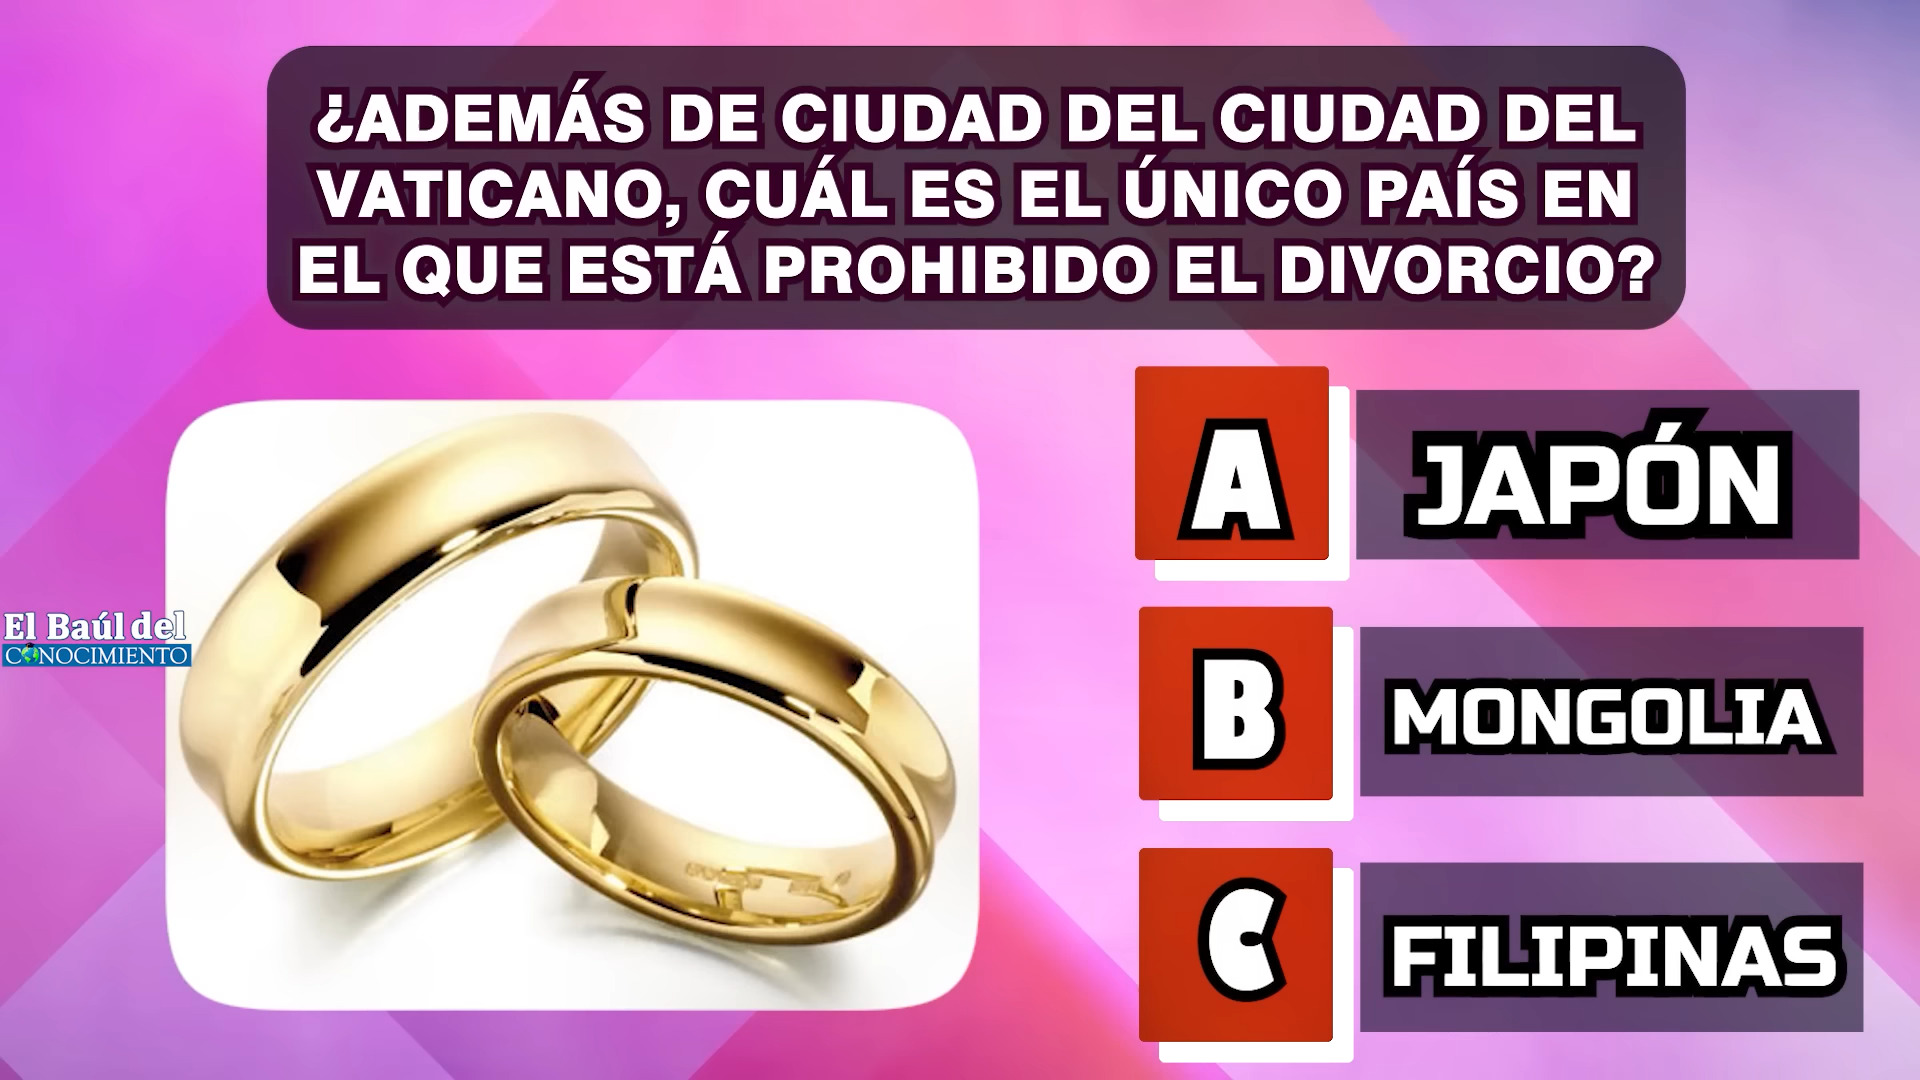 ¿ADEMÁS DE CIUDAD DEL CIUDAD DEL
VATICANO, CUÁL ES EL ÚNICO PAÍS EN
EL QUE ESTÁ PROHIBIDO EL DIVORCIO?
A
JAPÓN
B
MONGOLIA
C
FILIPINAS
El Baúl del
CONOCIMIENTO